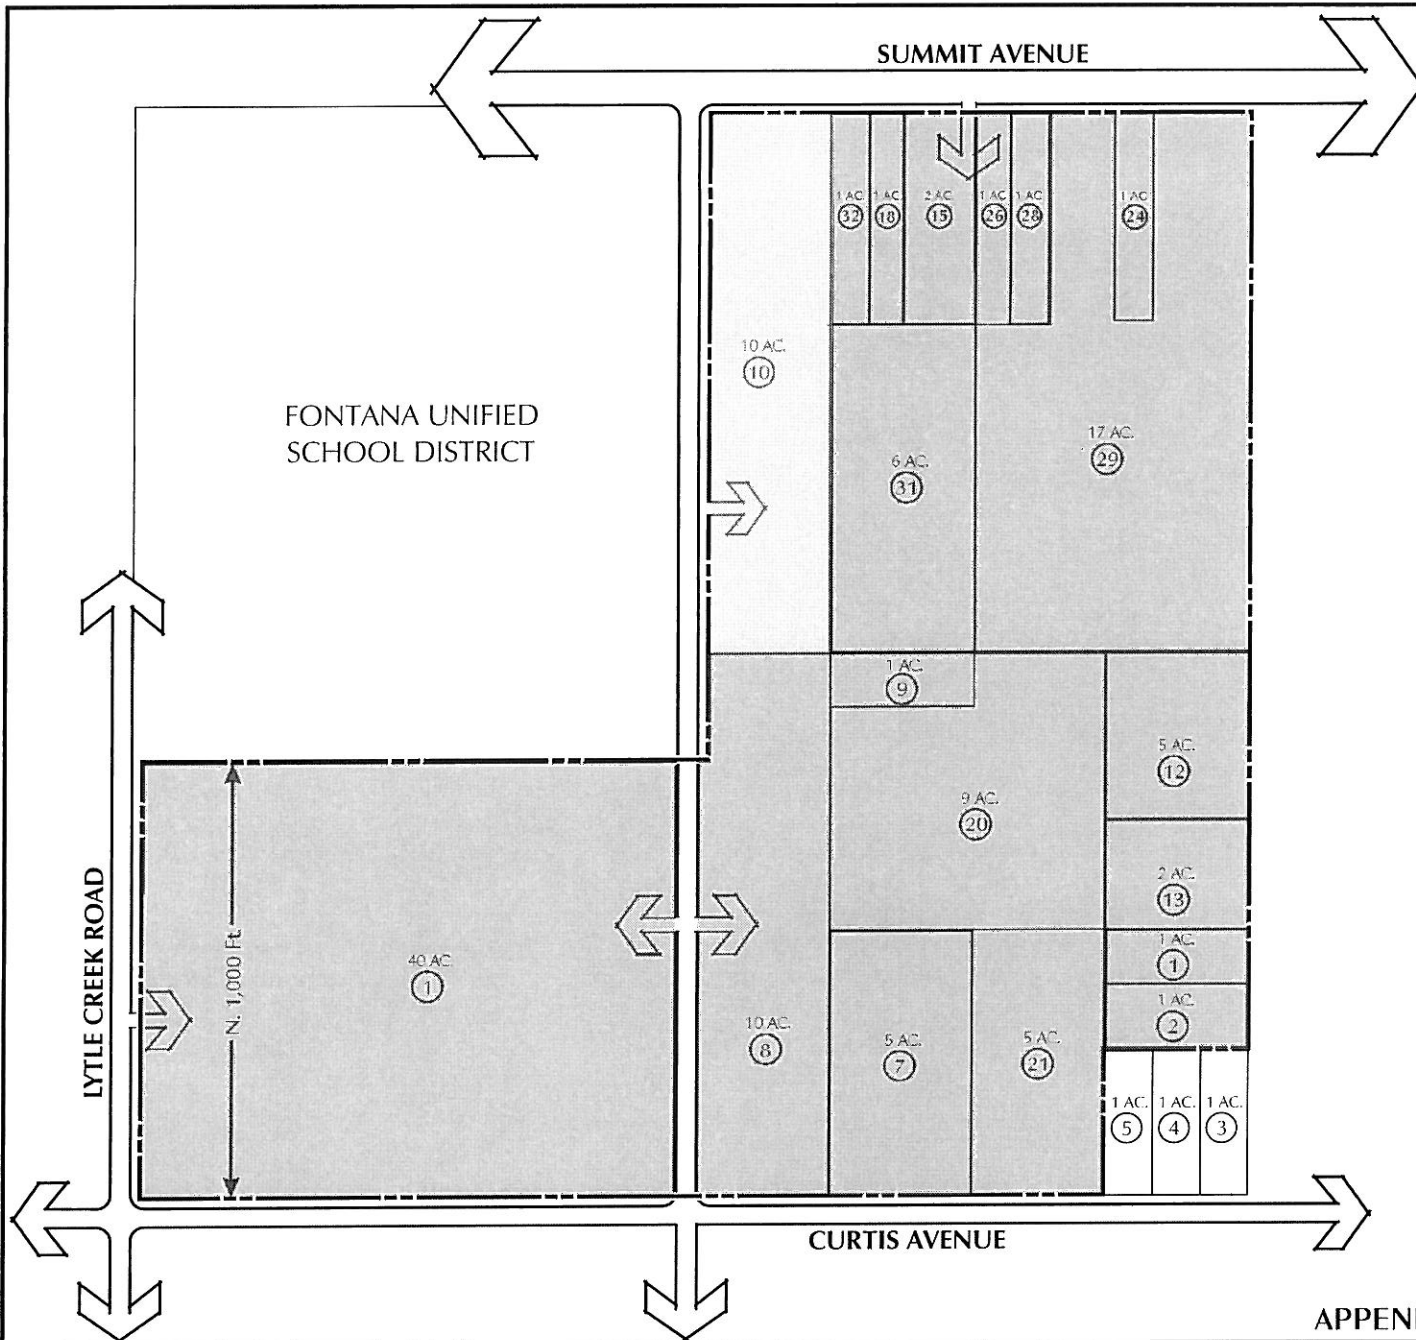 SUMMIT AVENUE
1 AC.
32
1 AC.
18
2 AC.
15
1 AC.
26
1 AC.
28
1 AC.
24
10 AC.
10
FONTANA UNIFIED
SCHOOL DISTRICT
17 AC.
29
6 AC.
31
1 AC.
9
5 AC.
12
9 AC.
20
2 AC.
13
LYTLE CREEK ROAD
N. 1,000 Ft.
40 AC.
1
1 AC.
1
1 AC.
2
10 AC.
8
5 AC.
7
5 AC.
21
1 AC.
5
1 AC.
4
1 AC.
3
CURTIS AVENUE